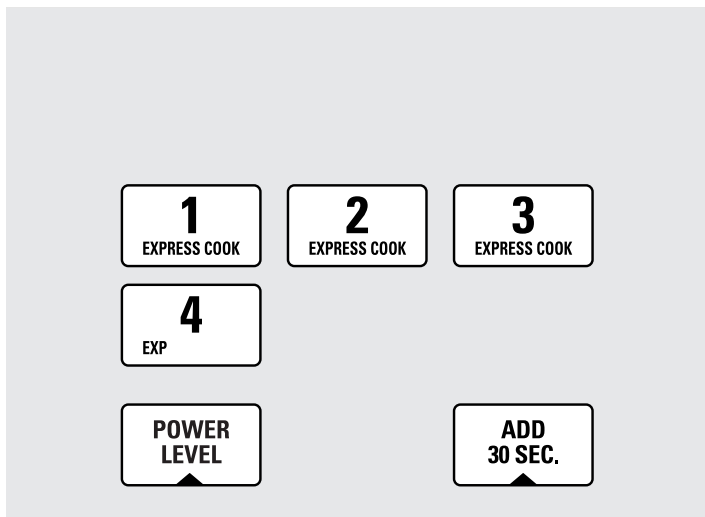 1
EXPRESS COOK
2
EXPRESS COOK
3
EXPRESS COOK
4
EXP
POWER
LEVEL
ADD
30 SEC.